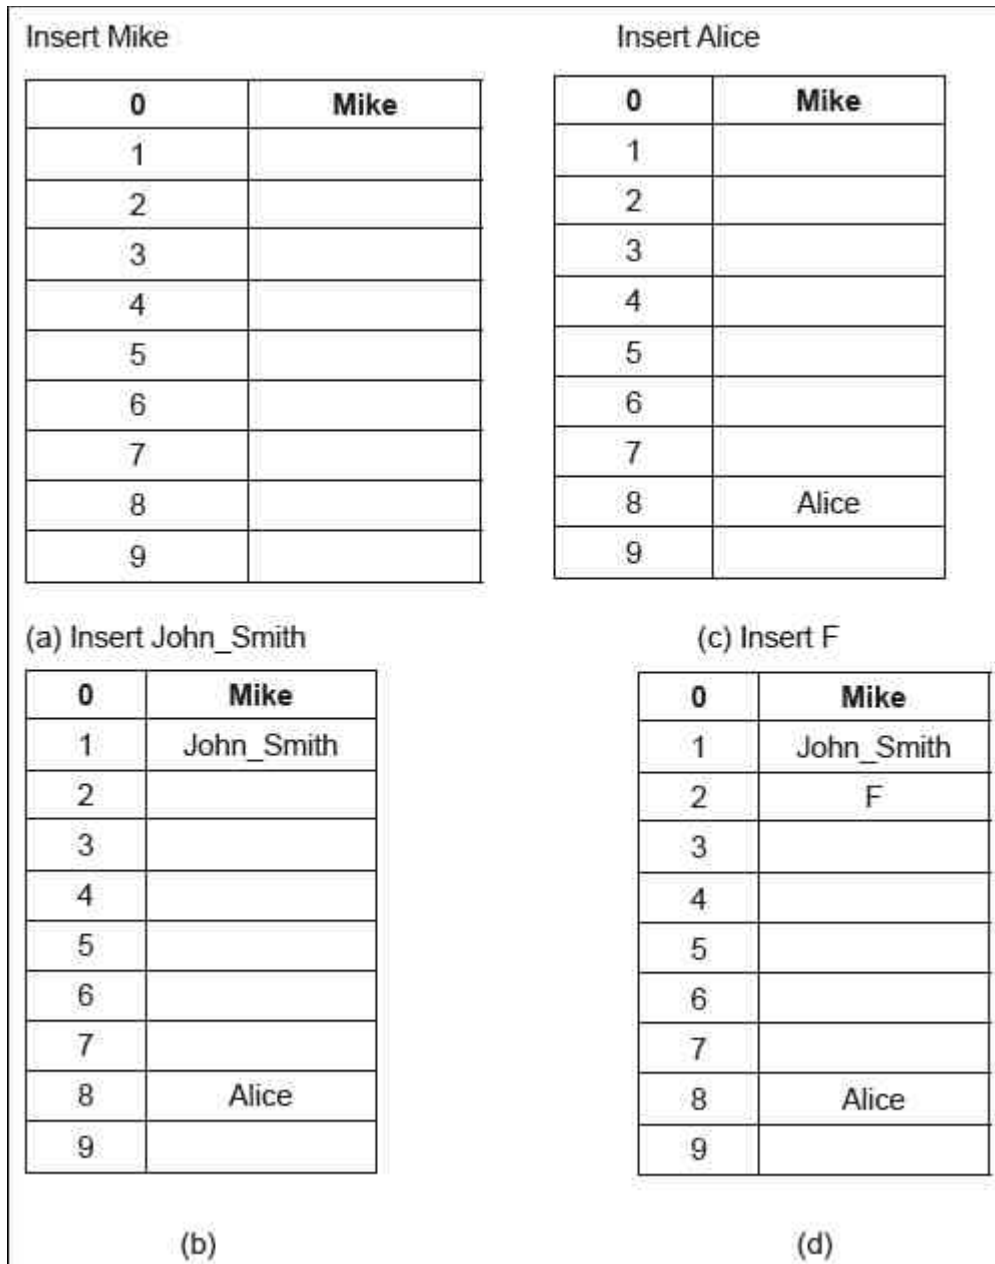 Insert Mike
0 Mike
1
2
3
4
5
6
7
8
9
Insert Alice
0 Mike
1
2
3
4
5
6
7
8 Alice
9
(a) Insert John_Smith
0 Mike
1 John_Smith
2
3
4
5
6
7
8 Alice
9
(b)
(c) Insert F
0 Mike
1 John_Smith
2 F
3
4
5
6
7
8 Alice
9
(d)